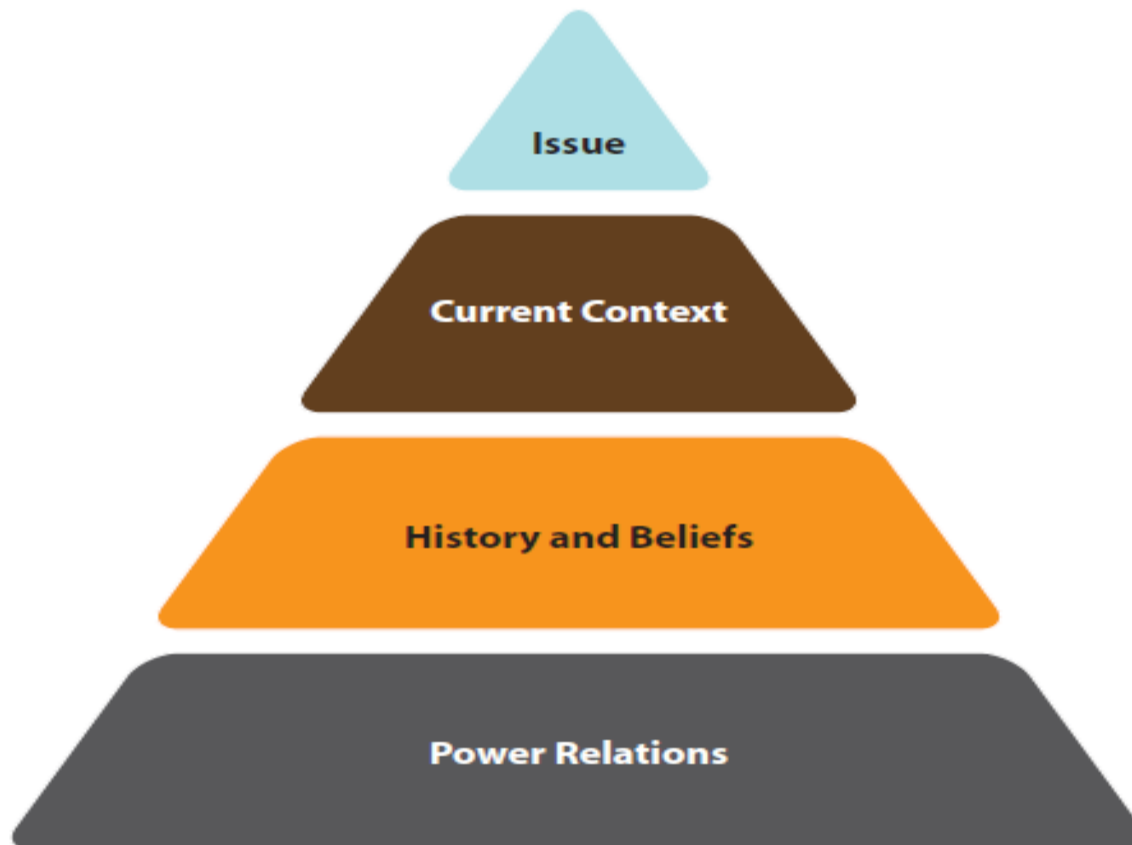 Issue
Current Context
History and Beliefs
Power Relations